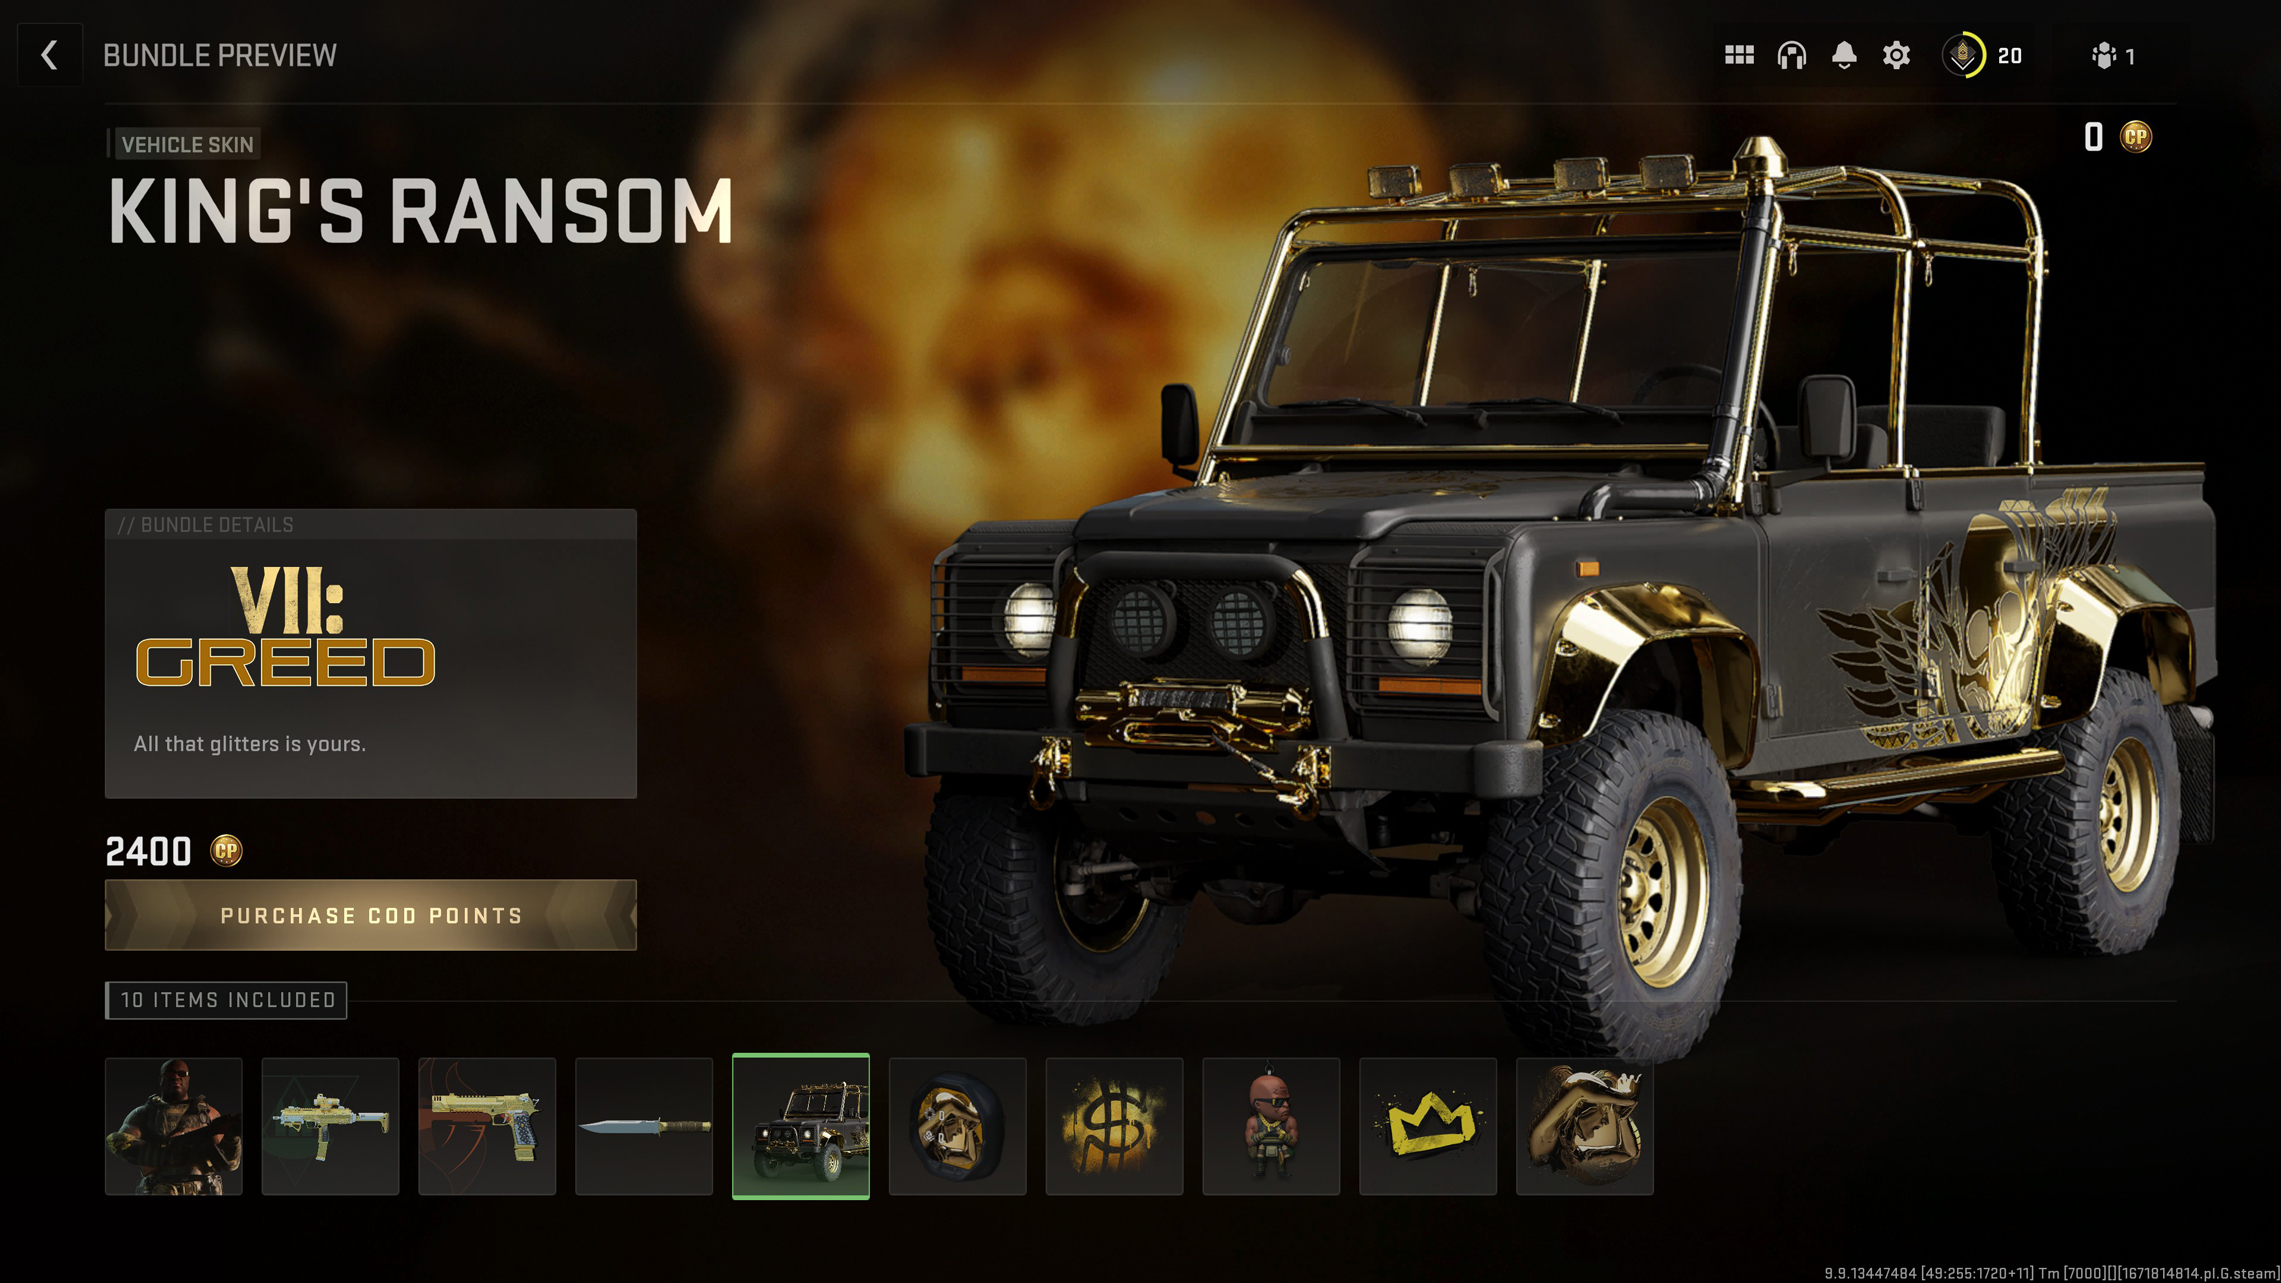 BUNDLE PREVIEW
20
1
0 CP
VEHICLE SKIN
KING'S RANSOM
// BUNDLE DETAILS
VII:
GREED
All that glitters is yours.
2400 CP
PURCHASE COD POINTS
10 ITEMS INCLUDED
9.9.13447484 [49:255:1720+11] Tm [7000][][1671814814.pl.G.steam]